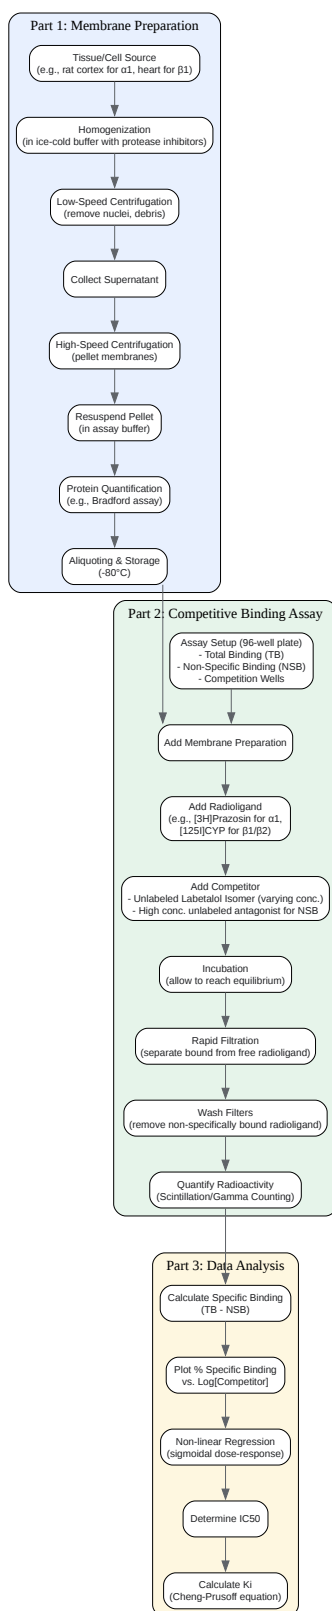 Part 1: Membrane Preparation
Tissue/Cell Source
(e.g., rat cortex for α1, heart for β1)
Homogenization
(in ice-cold buffer with protease inhibitors)
Low-Speed Centrifugation
(remove nuclei, debris)
Collect Supernatant
High-Speed Centrifugation
(pellet membranes)
Resuspend Pellet
(in assay buffer)
Protein Quantification
(e.g., Bradford assay)
Aliquoting & Storage
(-80°C)
Part 2: Competitive Binding Assay
Assay Setup (96-well plate)
- Total Binding (TB)
- Non-Specific Binding (NSB)
- Competition Wells
Add Membrane Preparation
Add Radioligand
(e.g., [3H]Prazosin for α1,
[125I]CYP for β1/β2)
Add Competitor
- Unlabeled Labetalol Isomer (varying conc.)
- High conc. unlabeled antagonist for NSB
Incubation
(allow to reach equilibrium)
Rapid Filtration
(separate bound from free radioligand)
Wash Filters
(remove non-specifically bound radioligand)
Quantify Radioactivity
(Scintillation/Gamma Counting)
Part 3: Data Analysis
Calculate Specific Binding
(TB - NSB)
Plot % Specific Binding
vs. Log[Competitor]
Non-linear Regression
(sigmoidal dose-response)
Determine IC50
Calculate Ki
(Cheng-Prusoff equation)